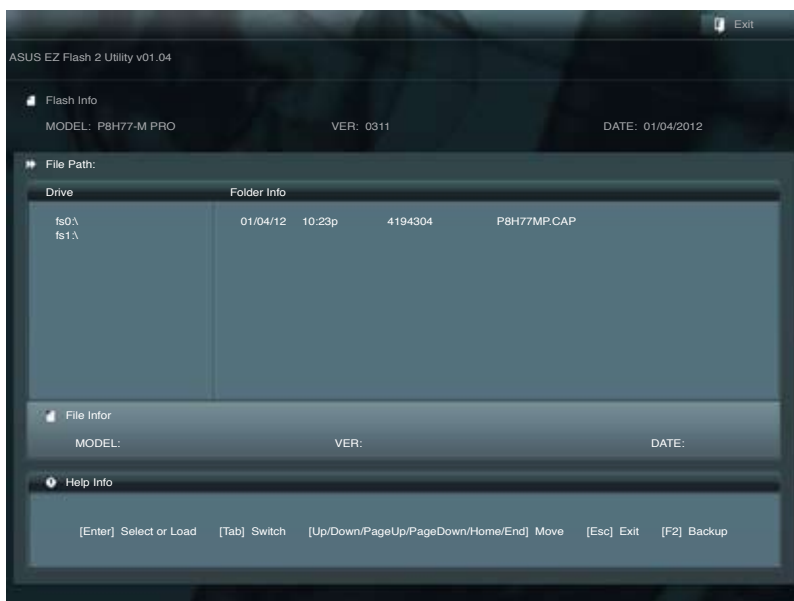 Exit
ASUS EZ Flash 2 Utility v01.04
Flash Info
MODEL: P8H77-M PRO VER: 0311 DATE: 01/04/2012
File Path:
Drive Folder Info
fs0:\ 01/04/12 10:23p 4194304 P8H77MP.CAP
fs1:\
File Infor
MODEL: VER: DATE:
Help Info
[Enter] Select or Load [Tab] Switch [Up/Down/PageUp/PageDown/Home/End] Move [Esc] Exit [F2] Backup